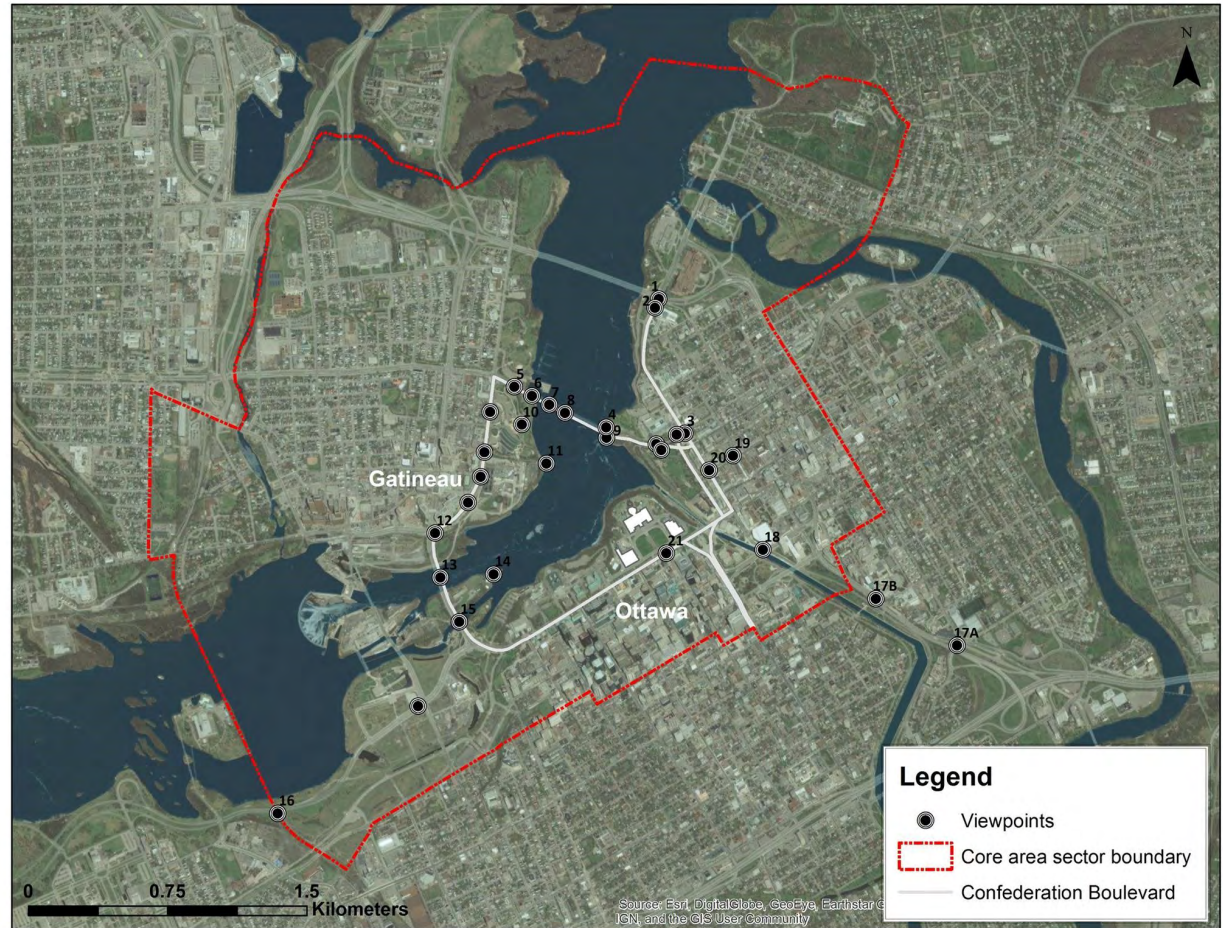 N
1
2
5
6
7
8
4
9
3
10
11
19
20
Gatineau
12
13
14
15
21
18
Ottawa
17B
17A
16
Legend
Viewpoints
Core area sector boundary
Confederation Boulevard
0 0.75 1.5
Kilometers
Source: Esri, DigitalGlobe, GeoEye, Earthstar
IGN, and the GIS User Community